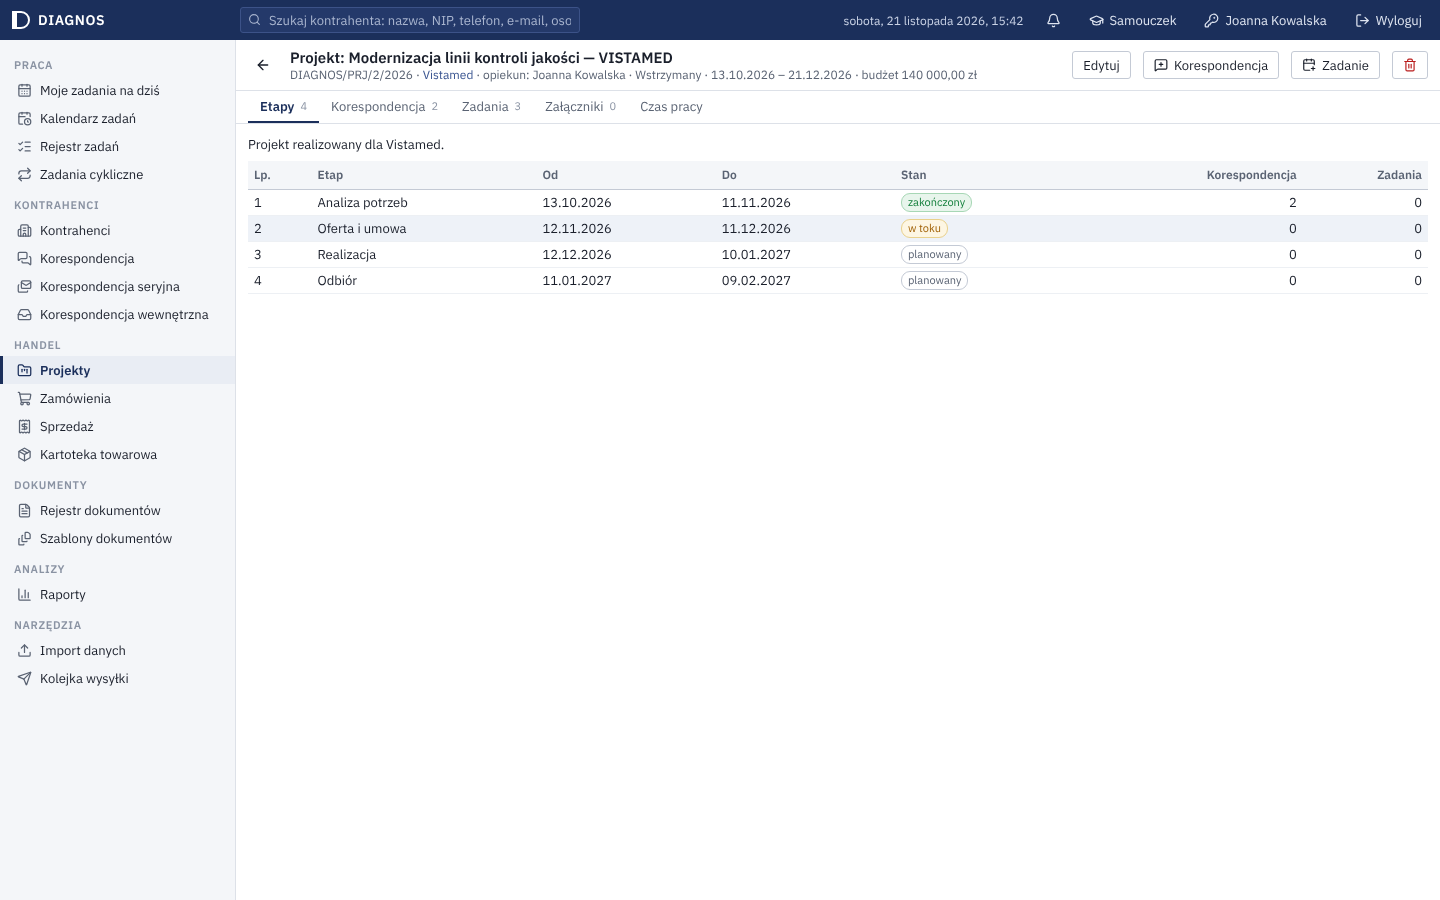 DIAGNOS
Szukaj kontrahenta: nazwa, NIP, telefon, e-mail, oso
sobota, 21 listopada 2026, 15:42
Samouczek
Joanna Kowalska
Wyloguj
PRACA
Moje zadania na dziś
Kalendarz zadań
Rejestr zadań
Zadania cykliczne
KONTRAHENCI
Kontrahenci
Korespondencja
Korespondencja seryjna
Korespondencja wewnętrzna
HANDEL
Projekty
Zamówienia
Sprzedaż
Kartoteka towarowa
DOKUMENTY
Rejestr dokumentów
Szablony dokumentów
ANALIZY
Raporty
NARZĘDZIA
Import danych
Kolejka wysyłki
Projekt: Modernizacja linii kontroli jakości — VISTAMED
DIAGNOS/PRJ/2/2026 · Vistamed · opiekun: Joanna Kowalska · Wstrzymany · 13.10.2026 – 21.12.2026 · budżet 140 000,00 zł
Edytuj
Korespondencja
Zadanie
Etapy 4
Korespondencja 2
Zadania 3
Załączniki 0
Czas pracy
Projekt realizowany dla Vistamed.
Lp. Etap Od Do Stan Korespondencja Zadania
1 Analiza potrzeb 13.10.2026 11.11.2026 zakończony 2 0
2 Oferta i umowa 12.11.2026 11.12.2026 w toku 0 0
3 Realizacja 12.12.2026 10.01.2027 planowany 0 0
4 Odbiór 11.01.2027 09.02.2027 planowany 0 0